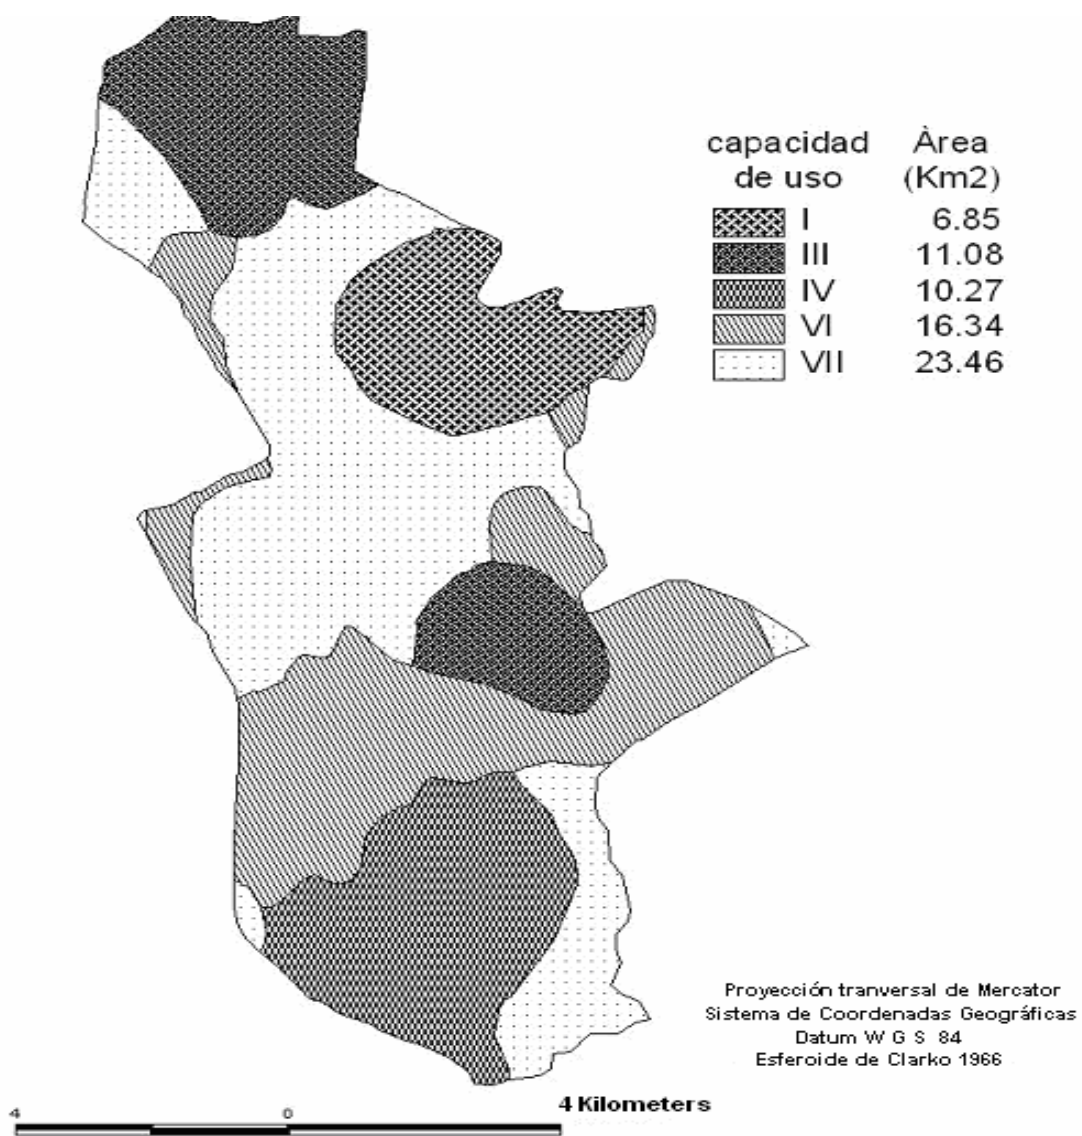 capacidad Àrea
de uso (Km2)
I 6.85
III 11.08
IV 10.27
VI 16.34
VII 23.46
Proyección tranversal de Mercator
Sistema de Coordenadas Geográficas
Datum W G S 84
Esferoide de Clarko 1966
4 0 4 Kilometers